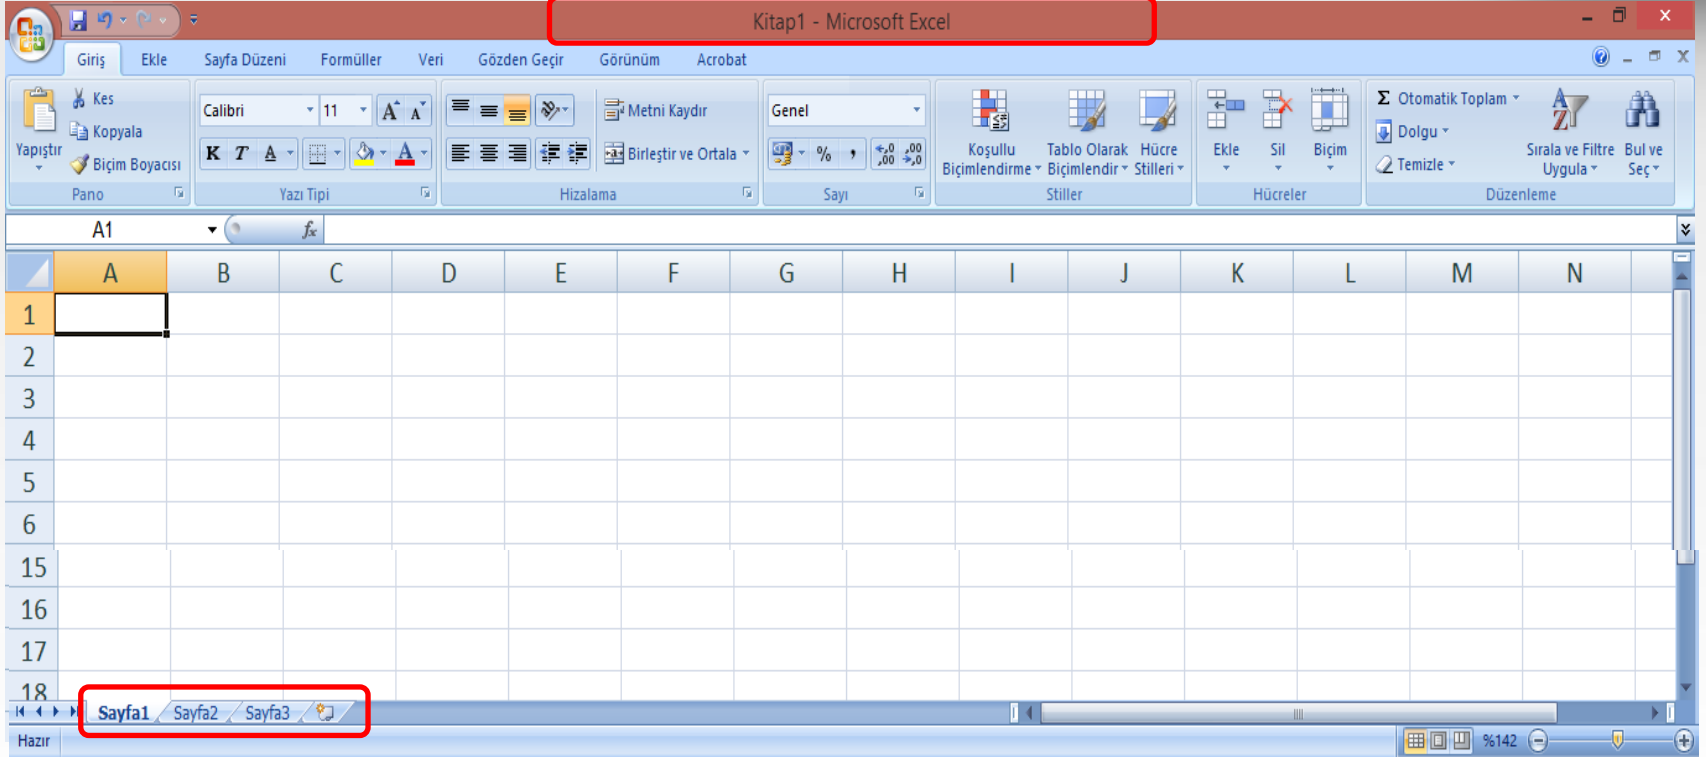 Kitap1 - Microsoft Excel
Giriş Ekle Sayfa Düzeni Formüller Veri Gözden Geçir Görünüm Acrobat
Yapıştır
Kes
Kopyala
Biçim Boyacısı
Pano
Calibri 11
K T A A
Yazı Tipi
Metni Kaydır
Birleştir ve Ortala
Hizalama
Genel
%
Sayı
Koşullu Biçimlendirme
Tablo Olarak Biçimlendir
Hücre Stilleri
Stiller
Ekle Sil Biçim
Hücreler
Σ Otomatik Toplam
Dolgu
Temizle
Sırala ve Filtre Uygula
Bul ve Seç
Düzenleme
A1 fx
A B C D E F G H I J K L M N
1
2
3
4
5
6
15
16
17
18
Sayfa1 Sayfa2 Sayfa3
Hazır %142